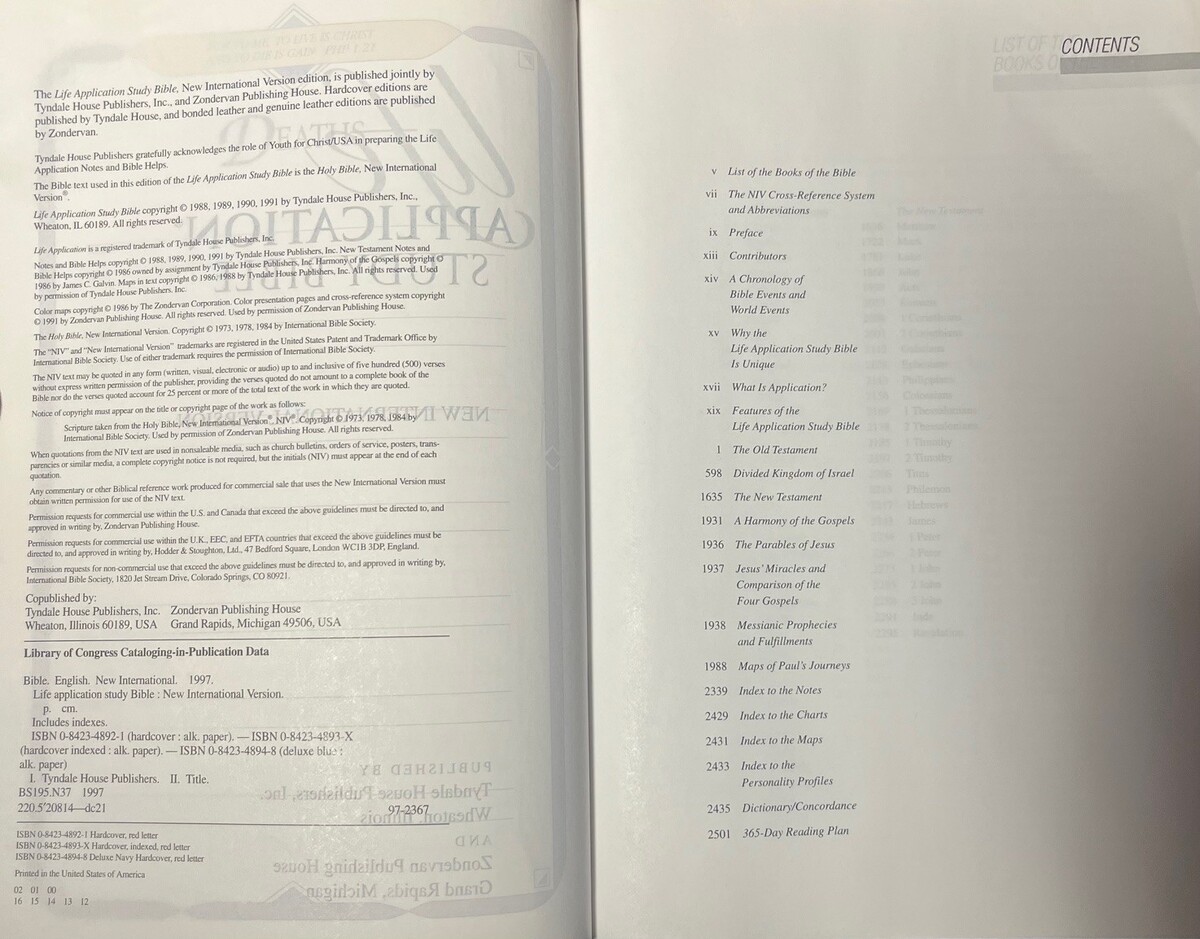 The Life Application Study Bible, New International Version edition, is published jointly by
Tyndale House Publishers, Inc., and Zondervan Publishing House. Hardcover editions are
published by Tyndale House, and bonded leather and genuine leather editions are published
by Zondervan.
Tyndale House Publishers gratefully acknowledges the role of Youth for Christ/USA in preparing the Life
Application Notes and Bible Helps.
The Bible text used in this edition of the Life Application Study Bible is the Holy Bible, New International
Version®.
Life Application Study Bible copyright © 1988, 1989, 1990, 1991 by Tyndale House Publishers, Inc.,
Wheaton, IL 60189. All rights reserved.
Life Application is a registered trademark of Tyndale House Publishers, Inc.
Notes and Bible Helps copyright © 1988, 1989, 1990, 1991 by Tyndale House Publishers, Inc. New Testament Notes and
Bible Helps copyright © 1986 owned by assignment by Tyndale House Publishers, Inc. Harmony of the Gospels copyright ©
1986 by James C. Galvin. Maps in text copyright © 1986, 1988 by Tyndale House Publishers, Inc. All rights reserved. Used
by permission of Tyndale House Publishers, Inc.
Color maps copyright © 1986 by The Zondervan Corporation. Color presentation pages and cross-reference system copyright
© 1991 by Zondervan Publishing House. All rights reserved. Used by permission of Zondervan Publishing House.
The Holy Bible, New International Version. Copyright © 1973, 1978, 1984 by International Bible Society.
The "NIV" and "New International Version" trademarks are registered in the United States Patent and Trademark Office by
International Bible Society. Use of either trademark requires the permission of International Bible Society.
The NIV text may be quoted in any form (written, visual, electronic or audio) up to and inclusive of five hundred (500) verses
without express written permission of the publisher, providing the verses quoted do not amount to a complete book of the
Bible nor do the verses quoted account for 25 percent or more of the total text of the work in which they are quoted.
Notice of copyright must appear on the title or copyright page of the work as follows:
Scripture taken from the Holy Bible, New International Version®, NIV®. Copyright © 1973, 1978, 1984 by
International Bible Society. Used by permission of Zondervan Publishing House. All rights reserved.
When quotations from the NIV text are used in nonsaleable media, such as church bulletins, orders of service, posters, trans-
parencies or similar media, a complete copyright notice is not required, but the initials (NIV) must appear at the end of each
quotation.
Any commentary or other Biblical reference work produced for commercial sale that uses the New International Version must
obtain written permission for use of the NIV text.
Permission requests for commercial use within the U.S. and Canada that exceed the above guidelines must be directed to, and
approved in writing by, Zondervan Publishing House.
Permission requests for commercial use within the U.K., EEC, and EFTA countries that exceed the above guidelines must be
directed to, and approved in writing by, Hodder & Stoughton, Ltd., 47 Bedford Square, London WC1B 3DP, England.
Permission requests for non-commercial use that exceed the above guidelines must be directed to, and approved in writing by,
International Bible Society, 1820 Jet Stream Drive, Colorado Springs, CO 80921.
Copublished by:
Tyndale House Publishers, Inc. Zondervan Publishing House
Wheaton, Illinois 60189, USA Grand Rapids, Michigan 49506, USA
Library of Congress Cataloging-in-Publication Data
Bible. English. New International. 1997.
Life application study Bible : New International Version.
p. cm.
Includes indexes.
ISBN 0-8423-4892-1 (hardcover : alk. paper). — ISBN 0-8423-4893-X
(hardcover indexed : alk. paper). — ISBN 0-8423-4894-8 (deluxe blue :
alk. paper)
I. Tyndale House Publishers. II. Title.
BS195.N37 1997
220.5'20814—dc21 97-2367
ISBN 0-8423-4892-1 Hardcover, red letter
ISBN 0-8423-4893-X Hardcover, indexed, red letter
ISBN 0-8423-4894-8 Deluxe Navy Hardcover, red letter
Printed in the United States of America
02 01 00
16 15 14 13 12
CONTENTS
v List of the Books of the Bible
vii The NIV Cross-Reference System
and Abbreviations
ix Preface
xiii Contributors
xiv A Chronology of
Bible Events and
World Events
xv Why the
Life Application Study Bible
Is Unique
xvii What Is Application?
xix Features of the
Life Application Study Bible
1 The Old Testament
598 Divided Kingdom of Israel
1635 The New Testament
1931 A Harmony of the Gospels
1936 The Parables of Jesus
1937 Jesus' Miracles and
Comparison of the
Four Gospels
1938 Messianic Prophecies
and Fulfillments
1988 Maps of Paul's Journeys
2339 Index to the Notes
2429 Index to the Charts
2431 Index to the Maps
2433 Index to the
Personality Profiles
2435 Dictionary/Concordance
2501 365-Day Reading Plan